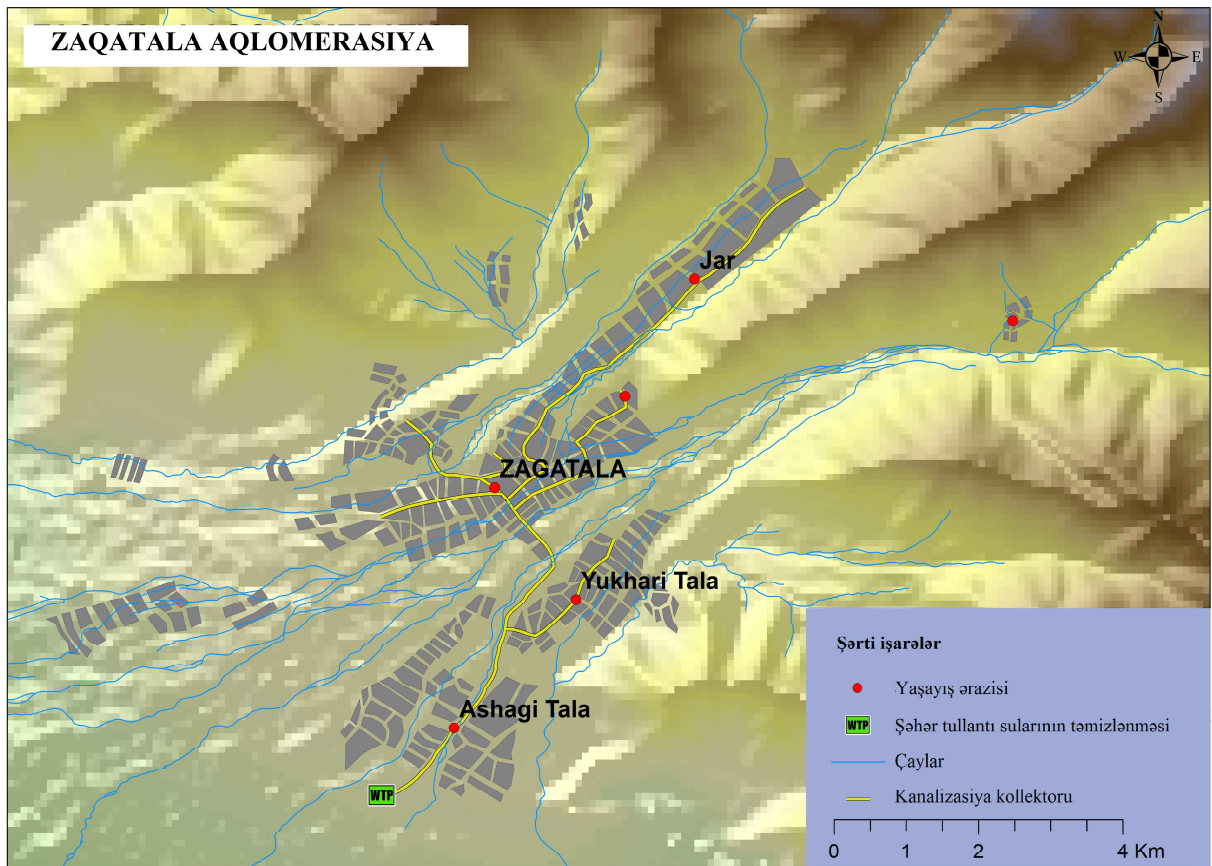 ZAQATALA AQLOMERASIYA
N
W E
S
Jar
ZAGATALA
Yukhari Tala
Ashagi Tala
WTP
Şərti işarələr
Yaşayış ərazisi
WTP Şəhər tullantı sularının təmizlənməsi
Çaylar
Kanalizasiya kollektoru
0 1 2 4 Km